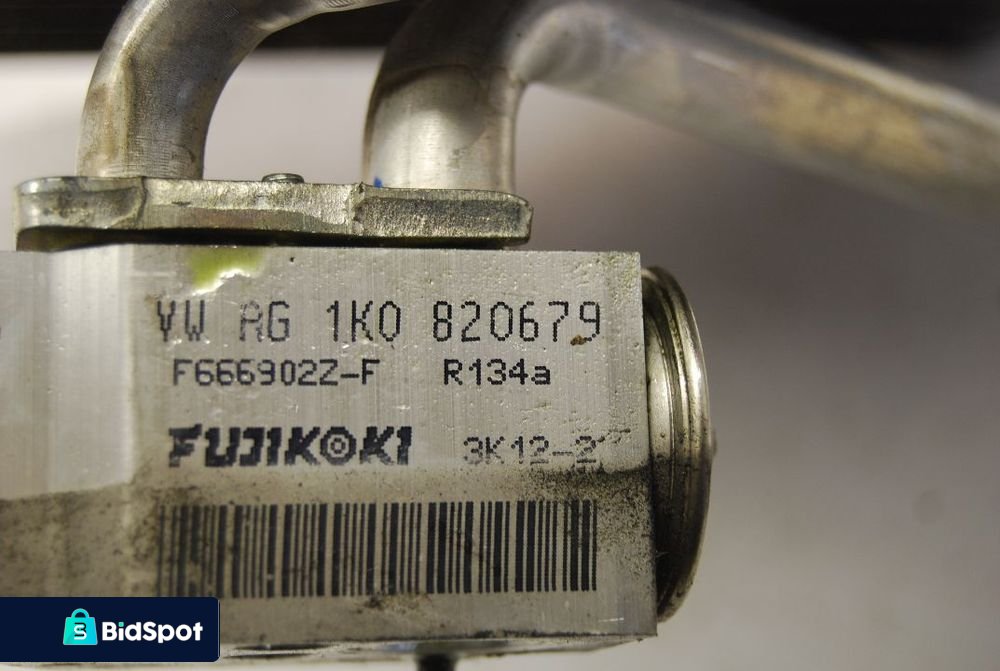 VW AG 1K0 820679
F666902Z-F R134a
FUJIKOKI 3K12-2
BidSpot